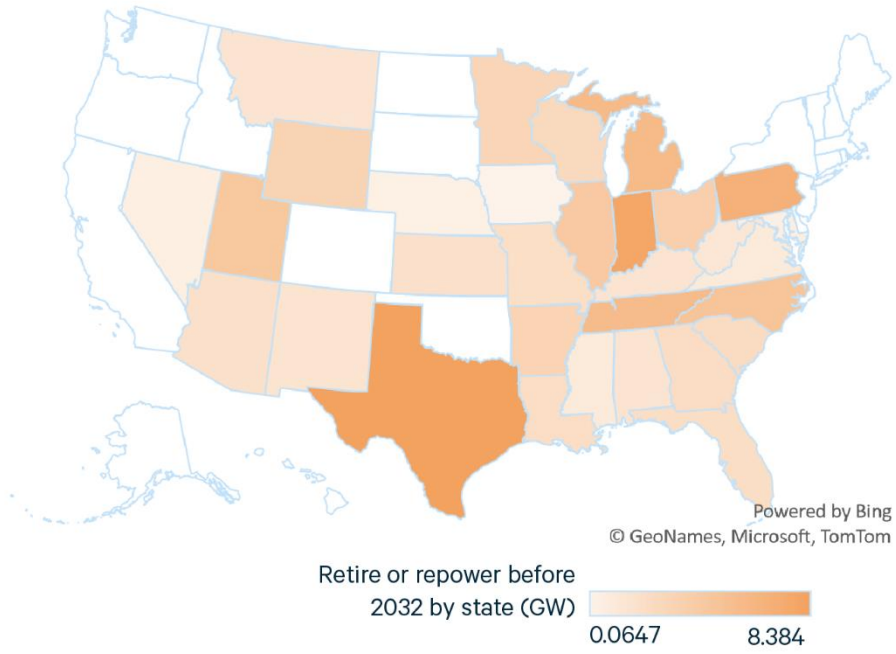 Powered by Bing
© GeoNames, Microsoft, TomTom
Retire or repower before
2032 by state (GW)
0.0647 8.384